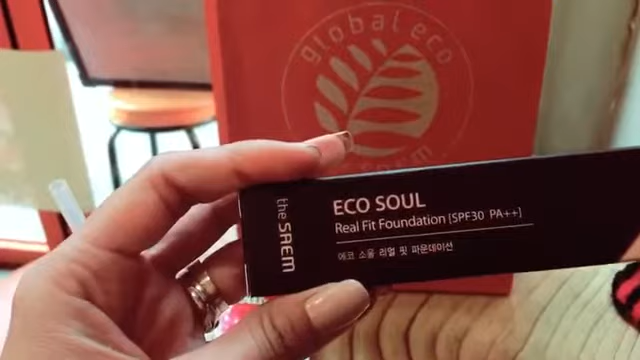 global eco
the SAEM
ECO SOUL
Real Fit Foundation [SPF30 PA++]
에코 소울 리얼 핏 파운데이션